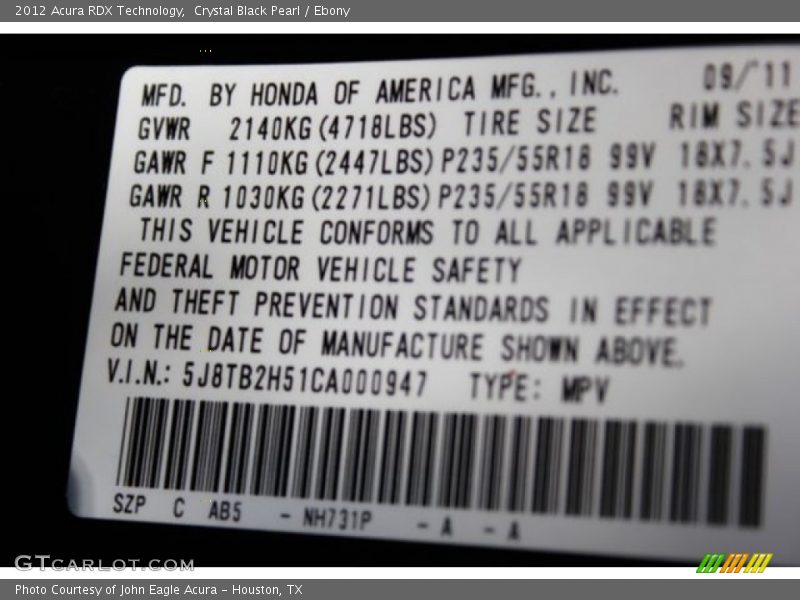 2012 Acura RDX Technology, Crystal Black Pearl / Ebony
MFD. BY HONDA OF AMERICA MFG., INC. 09/11
GVWR 2140KG(4718LBS) TIRE SIZE RIM SIZE
GAWR F 1110KG(2447LBS) P235/55R18 99V 18X7.5J
GAWR R 1030KG(2271LBS) P235/55R18 99V 18X7.5J
THIS VEHICLE CONFORMS TO ALL APPLICABLE
FEDERAL MOTOR VEHICLE SAFETY
AND THEFT PREVENTION STANDARDS IN EFFECT
ON THE DATE OF MANUFACTURE SHOWN ABOVE.
V.I.N.: 5J8TB2H51CA000947 TYPE: MPV
SZP C AB5 - NH731P - A - A
GTCARLOT.COM
Photo Courtesy of John Eagle Acura - Houston, TX